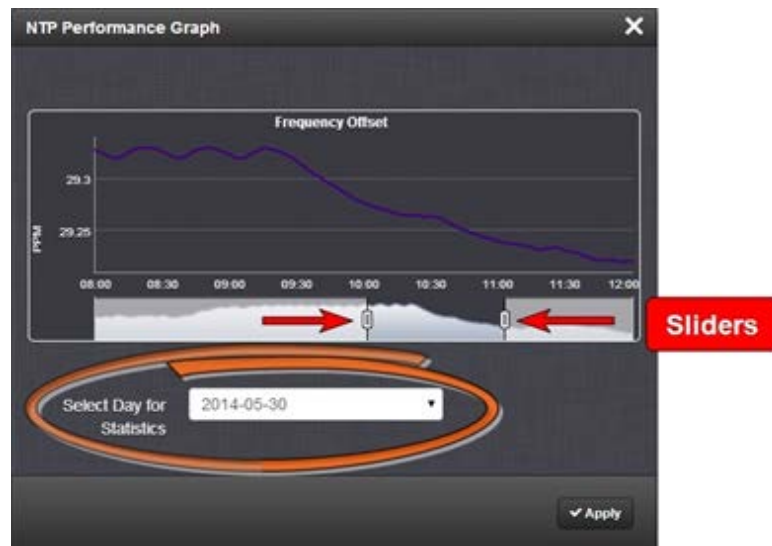 NTP Performance Graph
Frequency Offset
29.3
29.25
PPM
08:00 08:30 09:00 09:30 10:00 10:30 11:00 11:30 12:00
Sliders
Select Day for
Statistics
2014-05-30
Apply